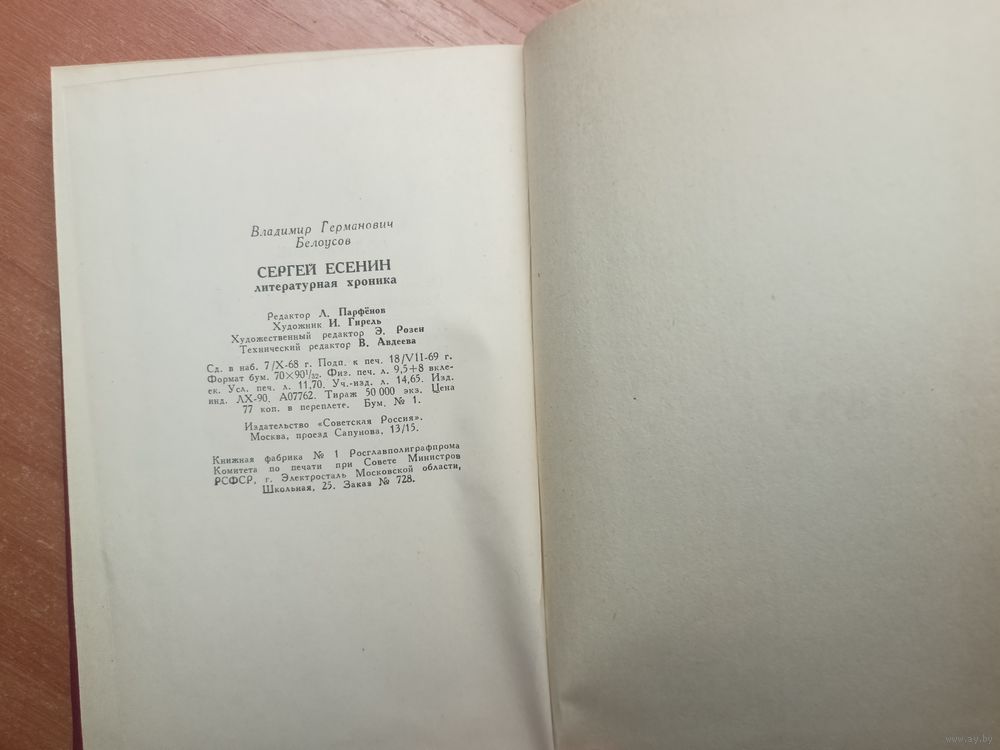 Владимир Германович
Белоусов
СЕРГЕЙ ЕСЕНИН
литературная хроника
Редактор Л. Парфёнов
Художник И. Гирель
Художественный редактор Э. Розен
Технический редактор В. Авдеева
Сд. в наб. 7/X-68 г. Подп. к печ. 18/VII-69 г.
Формат бум. 70×90¹/₃₂. Физ. печ. л. 9,5+8 вкле-
ек. Усл. печ. л. 11,70. Уч.-изд. л. 14,65. Изд.
инд. ЛХ-90. А07762. Тираж 50 000 экз. Цена
77 коп. в переплете. Бум. № 1.
Издательство «Советская Россия».
Москва, проезд Сапунова, 13/15.
Книжная фабрика № 1 Росглавполиграфпрома
Комитета по печати при Совете Министров
РСФСР, г. Электросталь Московской области,
Школьная, 25. Заказ № 728.
www.ay.by